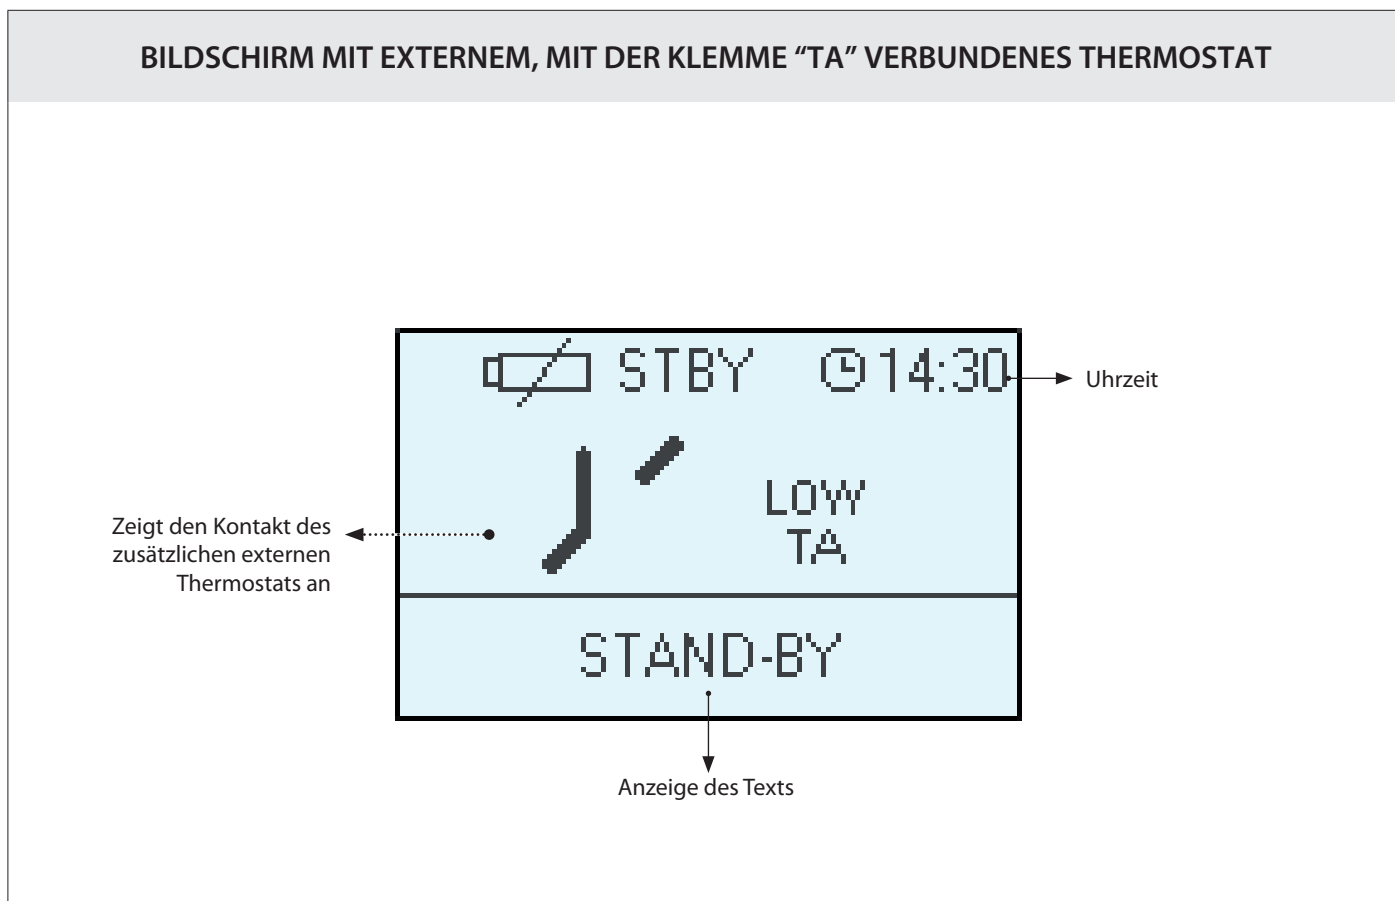 BILDSCHIRM MIT EXTERNEM, MIT DER KLEMME “TA” VERBUNDENES THERMOSTAT
STBY 14:30
Uhrzeit
LOW
TA
Zeigt den Kontakt des
zusätzlichen externen
Thermostats an
STAND-BY
Anzeige des Texts